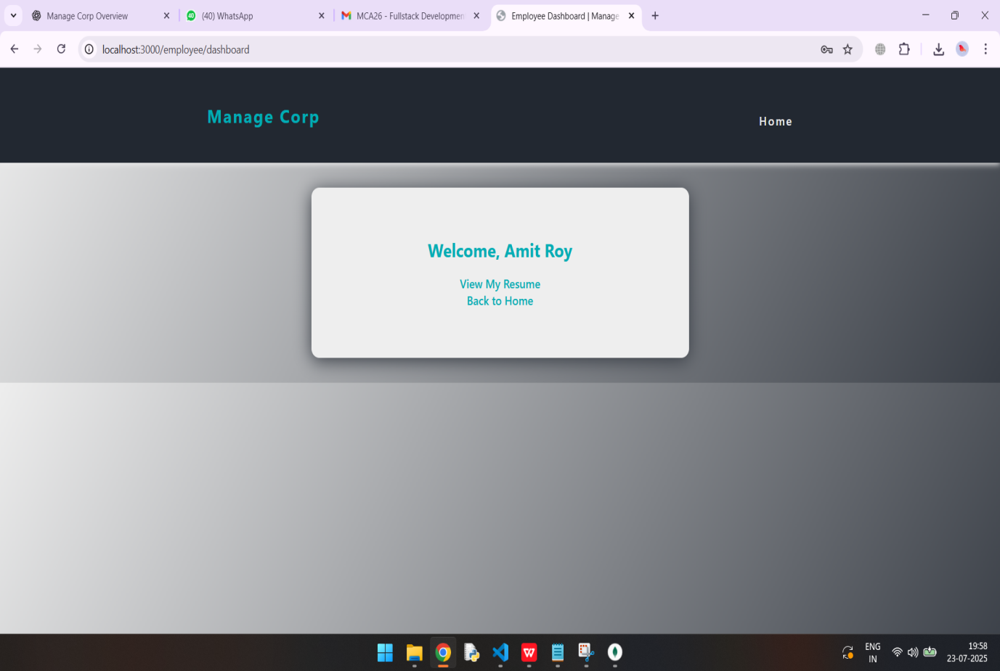 Manage Corp Overview
(40) WhatsApp
MCA26 - Fullstack Developmen
Employee Dashboard | Manage
localhost:3000/employee/dashboard
Manage Corp
Home
Welcome, Amit Roy
View My Resume
Back to Home
ENG
IN
19:58
23-07-2025